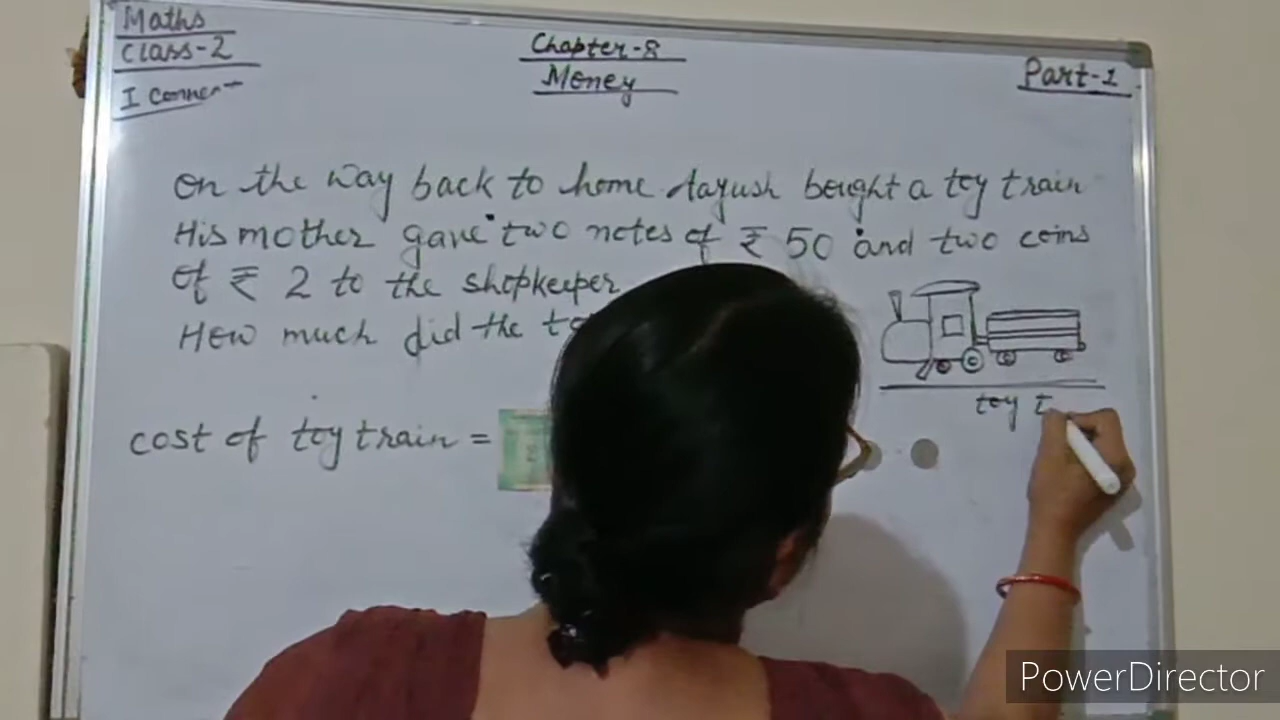 Maths
Class-2
Chapter-8
Money
Part-1
On the way back to home Aayush bought a toy train
His mother gave two notes of ₹ 50 and two coins
of ₹ 2 to the shopkeeper
How much did the
toy t
cost of toy train =
PowerDirector